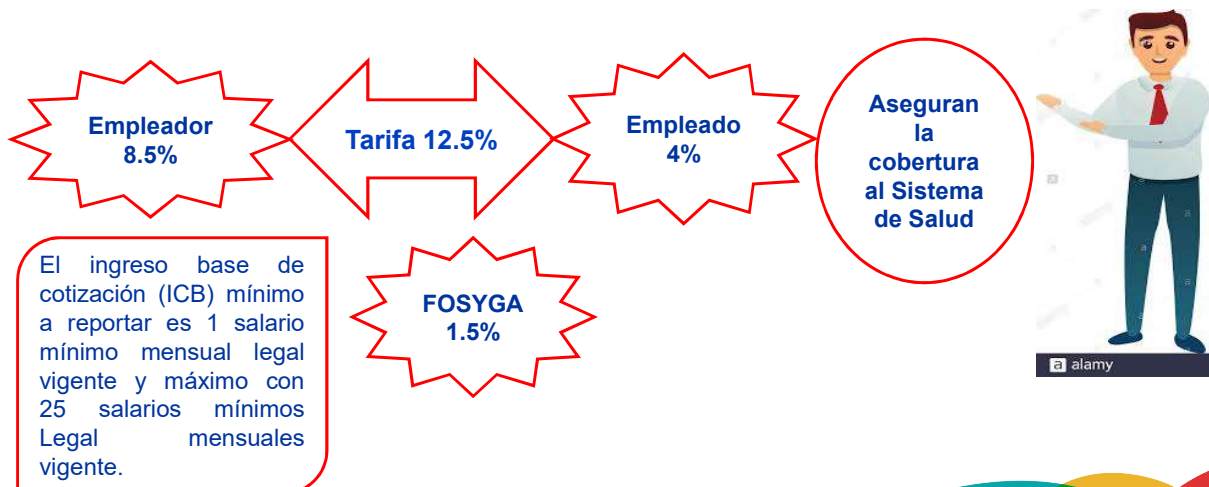 Empleador
8.5%
Tarifa 12.5%
Empleado
4%
Aseguran
la
cobertura
al Sistema
de Salud
El ingreso base de
cotización (ICB) mínimo
a reportar es 1 salario
mínimo mensual legal
vigente y máximo con
25 salarios mínimos
Legal mensuales
vigente.
FOSYGA
1.5%
a alamy